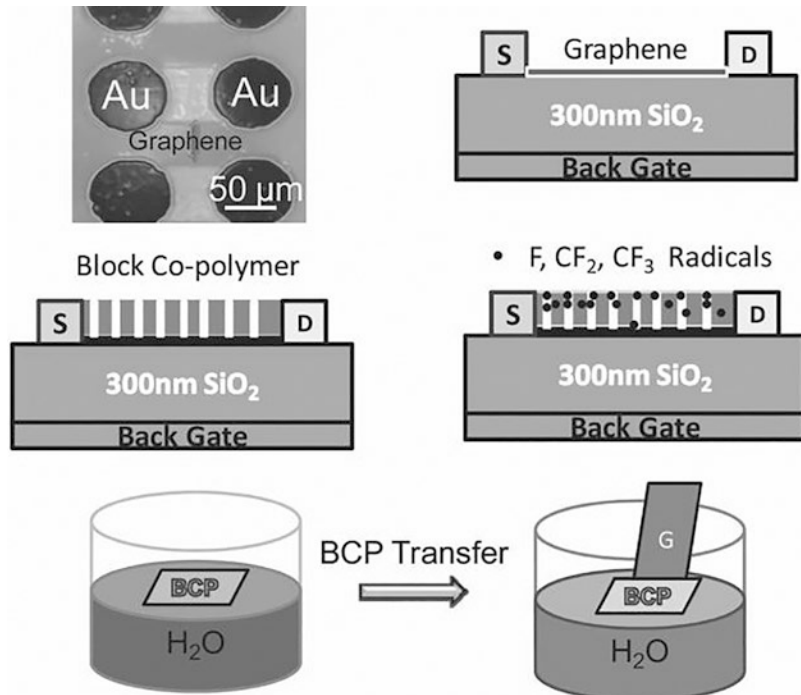 Au Au
Graphene
50 µm
S Graphene D
300nm SiO₂
Back Gate
Block Co-polymer
S D
300nm SiO₂
Back Gate
• F, CF₂, CF₃ Radicals
S D
300nm SiO₂
Back Gate
BCP
H₂O
BCP Transfer
G
BCP
H₂O